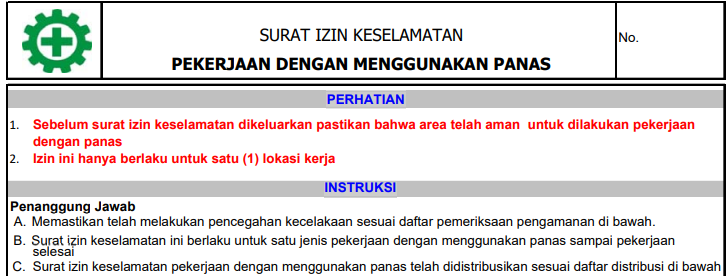 SURAT IZIN KESELAMATAN
PEKERJAAN DENGAN MENGGUNAKAN PANAS
No.
PERHATIAN
1. Sebelum surat izin keselamatan dikeluarkan pastikan bahwa area telah aman untuk dilakukan pekerjaan
dengan panas
2. Izin ini hanya berlaku untuk satu (1) lokasi kerja
INSTRUKSI
Penanggung Jawab
A. Memastikan telah melakukan pencegahan kecelakaan sesuai daftar pemeriksaan pengamanan di bawah.
B. Surat izin keselamatan ini berlaku untuk satu jenis pekerjaan dengan menggunakan panas sampai pekerjaan
selesai
C. Surat izin keselamatan pekerjaan dengan menggunakan panas telah didistribusikan sesuai daftar distribusi di bawah